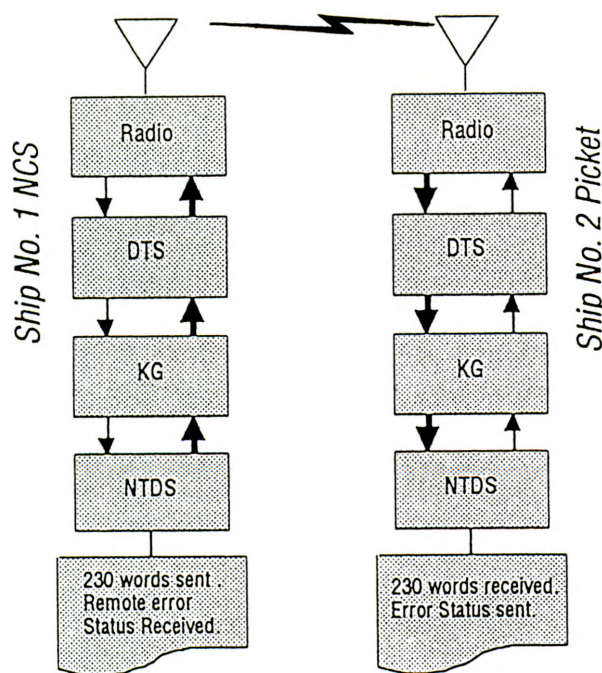 Ship No. 1 NCS
Radio
DTS
KG
NTDS
230 words sent .
Remote error
Status Received.
Radio
DTS
KG
NTDS
230 words received.
Error Status sent.
Ship No. 2 Picket